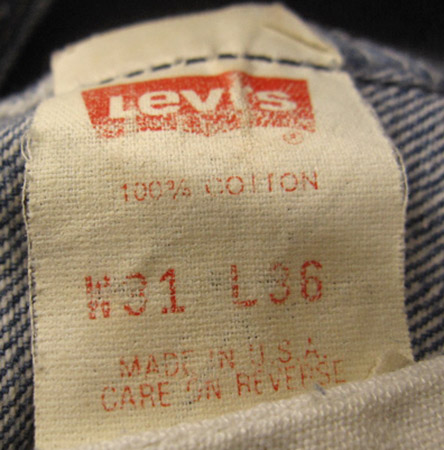 Levi's
®
100% COTTON
W31 L36
MADE IN U.S.A.
CARE ON REVERSE